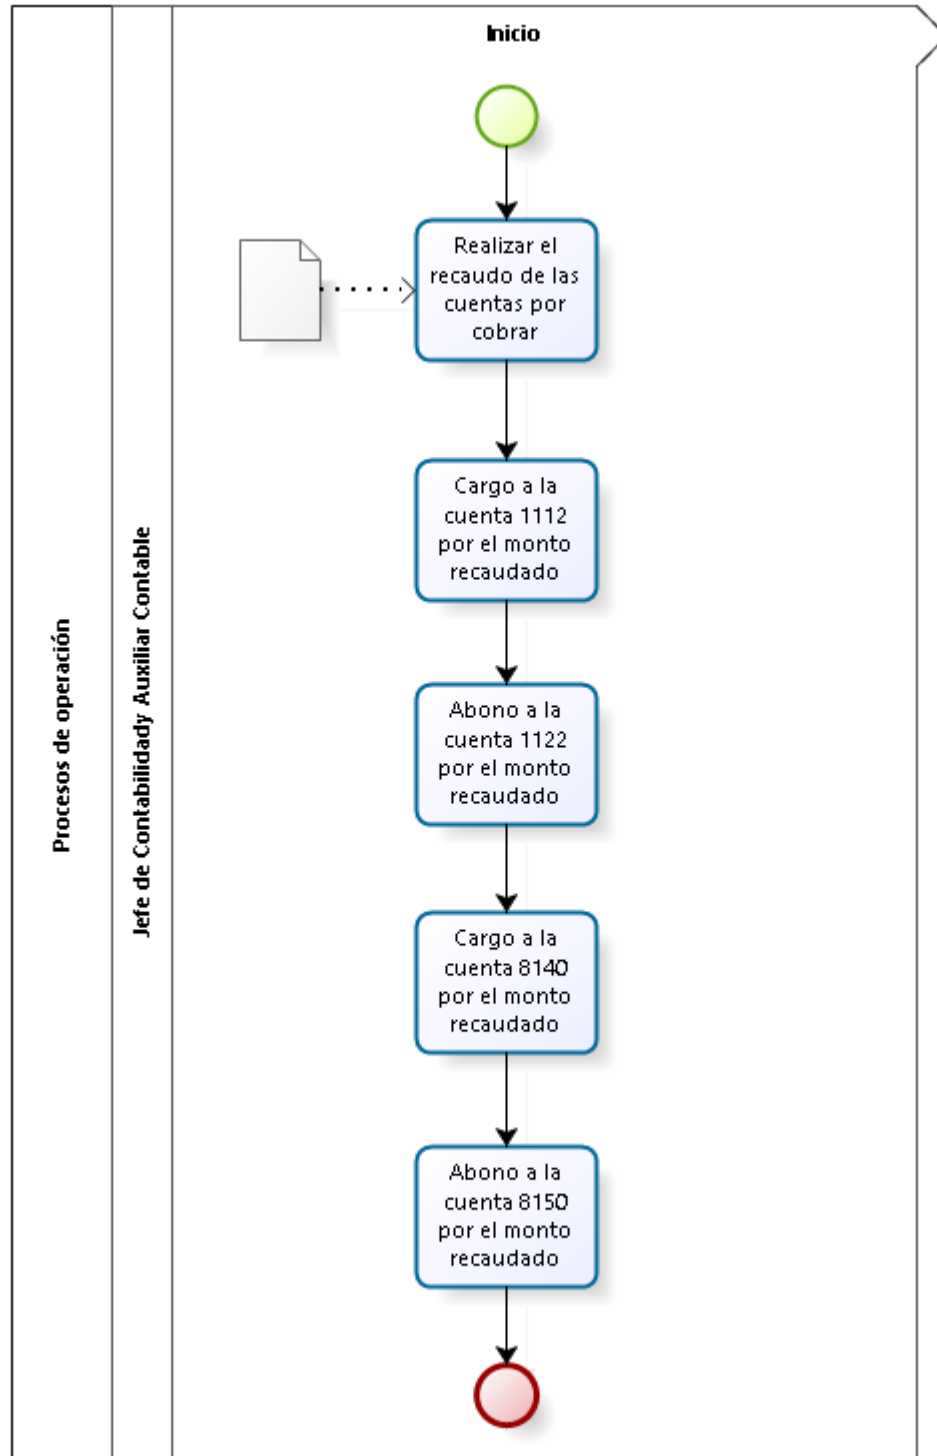 Inicio
Realizar el
recaudo de las
cuentas por
cobrar
Cargo a la
cuenta 1112
por el monto
recaudado
Abono a la
cuenta 1122
por el monto
recaudado
Cargo a la
cuenta 8140
por el monto
recaudado
Abono a la
cuenta 8150
por el monto
recaudado
Procesos de operación
Jefe de Contabilidady Auxiliar Contable